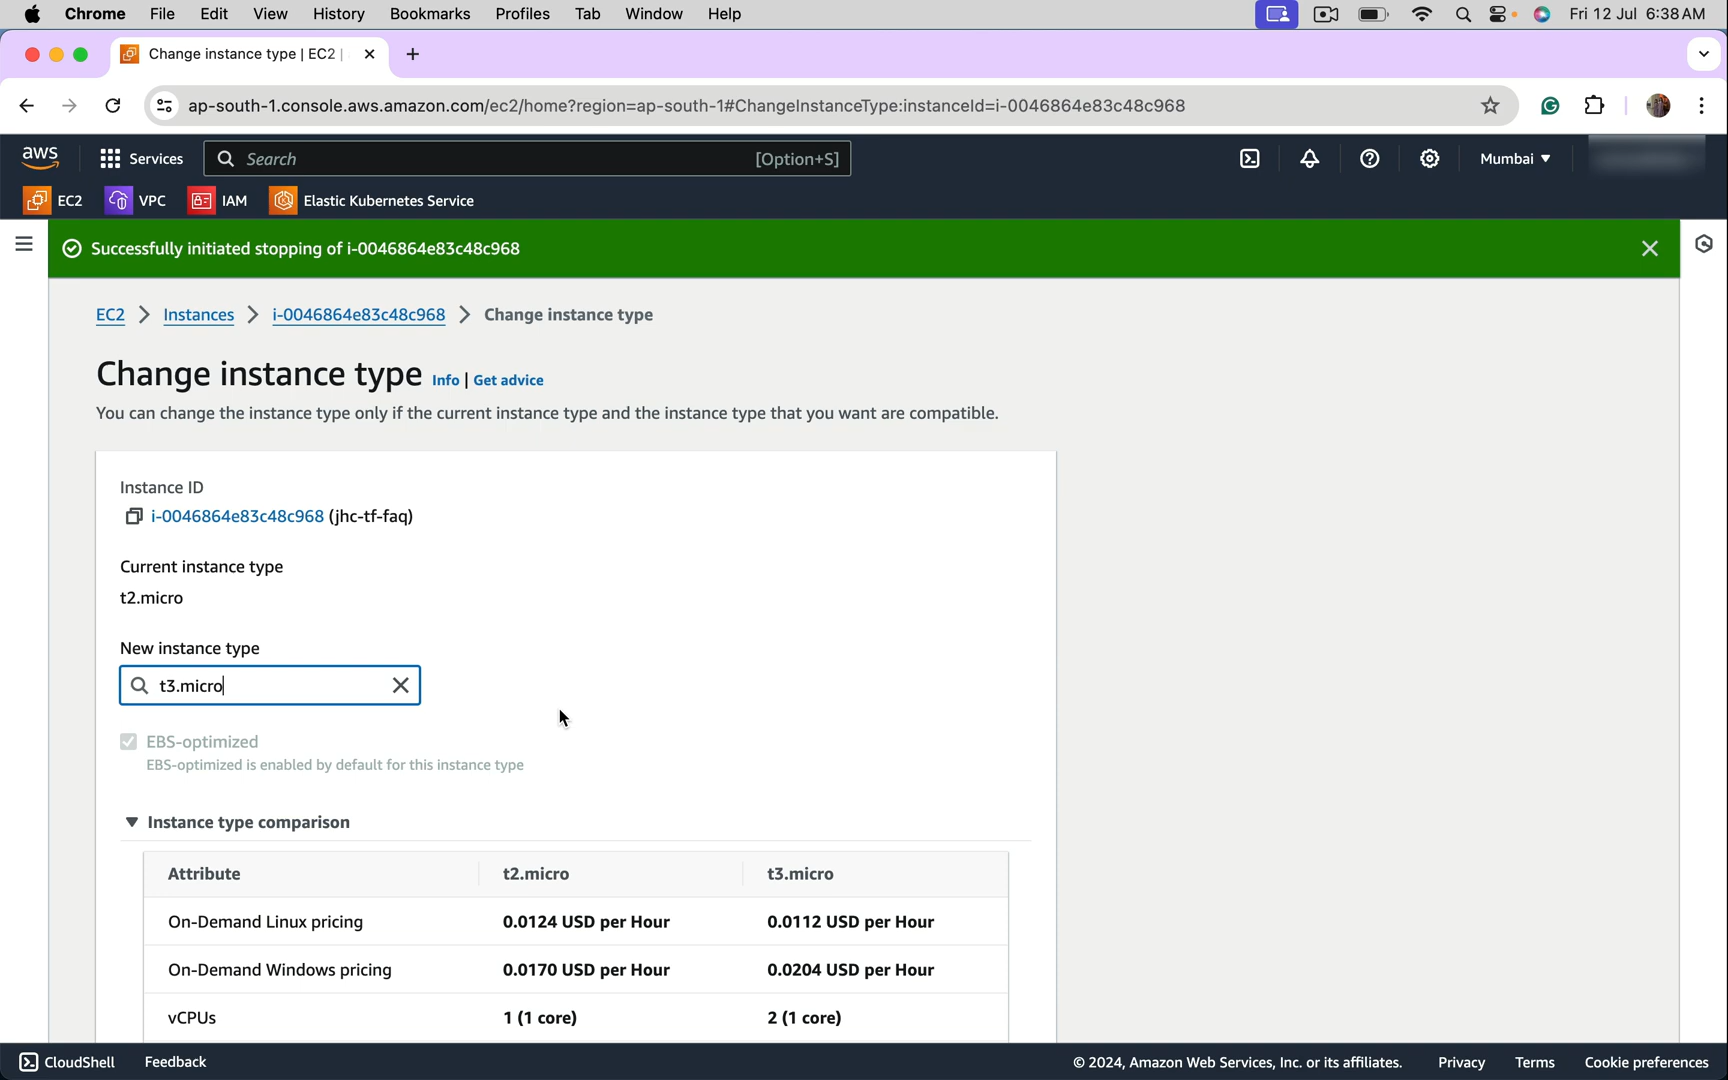 Chrome File Edit View History Bookmarks Profiles Tab Window Help Fri 12 Jul 6:38 AM
Change instance type | EC2 |
ap-south-1.console.aws.amazon.com/ec2/home?region=ap-south-1#ChangeInstanceType:instanceId=i-0046864e83c48c968
aws Services Search [Option+S] Mumbai
EC2 VPC IAM Elastic Kubernetes Service
Successfully initiated stopping of i-0046864e83c48c968
EC2 Instances i-0046864e83c48c968 Change instance type
Change instance type Info | Get advice
You can change the instance type only if the current instance type and the instance type that you want are compatible.
Instance ID
i-0046864e83c48c968 (jhc-tf-faq)
Current instance type
t2.micro
New instance type
t3.micro
EBS-optimized
EBS-optimized is enabled by default for this instance type
Instance type comparison
Attribute t2.micro t3.micro
On-Demand Linux pricing 0.0124 USD per Hour 0.0112 USD per Hour
On-Demand Windows pricing 0.0170 USD per Hour 0.0204 USD per Hour
vCPUs 1 (1 core) 2 (1 core)
CloudShell Feedback © 2024, Amazon Web Services, Inc. or its affiliates. Privacy Terms Cookie preferences